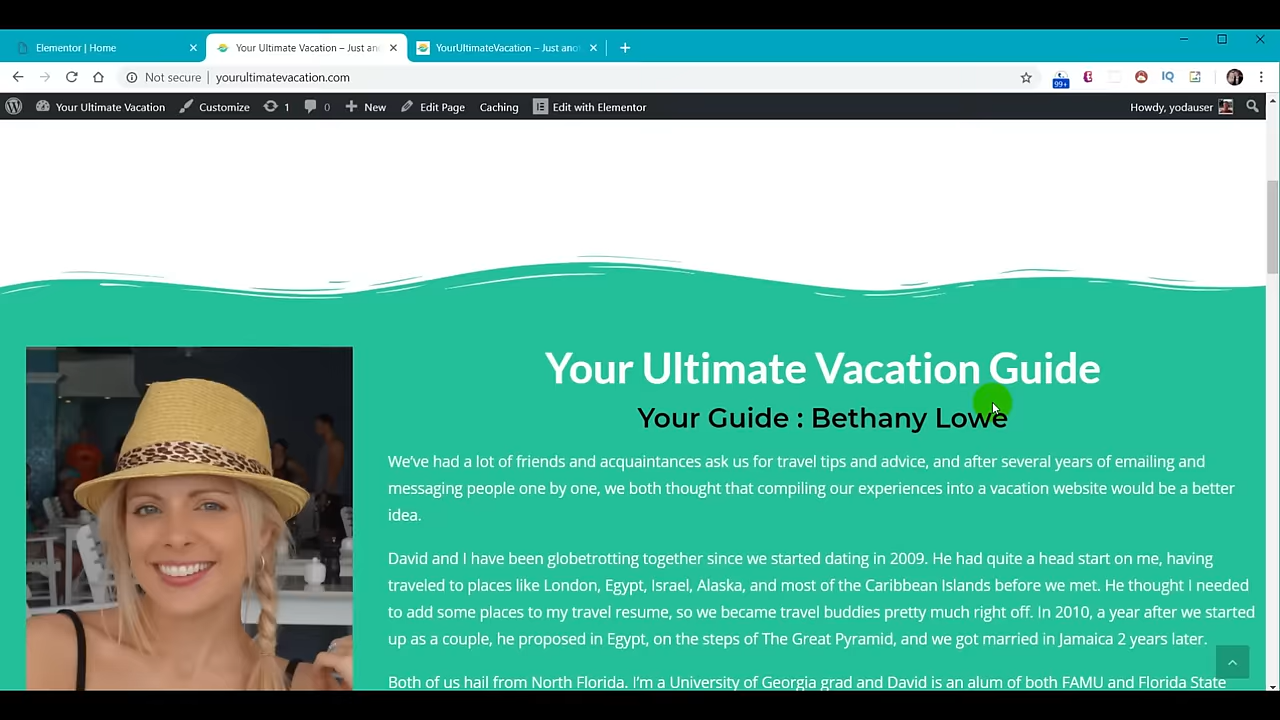 Elementor | Home
Your Ultimate Vacation – Just an
YourUltimateVacation – Just ano
Not secure | yourultimatevacation.com
99+
IQ
Your Ultimate Vacation Customize 1 0 New Edit Page Caching Edit with Elementor Howdy, yodauser
Your Ultimate Vacation Guide
Your Guide : Bethany Lowe
We’ve had a lot of friends and acquaintances ask us for travel tips and advice, and after several years of emailing and
messaging people one by one, we both thought that compiling our experiences into a vacation website would be a better
idea.
David and I have been globetrotting together since we started dating in 2009. He had quite a head start on me, having
traveled to places like London, Egypt, Israel, Alaska, and most of the Caribbean Islands before we met. He thought I needed
to add some places to my travel resume, so we became travel buddies pretty much right off. In 2010, a year after we started
up as a couple, he proposed in Egypt, on the steps of The Great Pyramid, and we got married in Jamaica 2 years later.
Both of us hail from North Florida. I’m a University of Georgia grad and David is an alum of both FAMU and Florida State